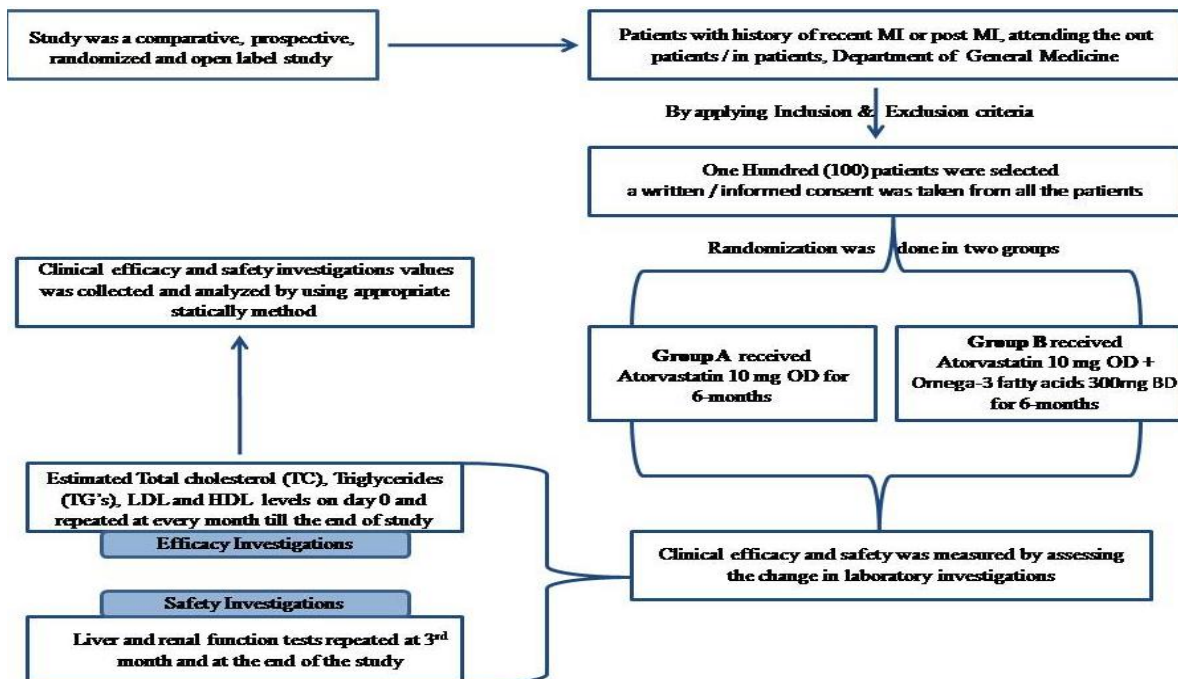 Study was a comparative, prospective,
randomized and open label study
Patients with history of recent MI or post MI, attending the out
patients / in patients, Department of General Medicine
By applying Inclusion & Exclusion criteria
One Hundred (100) patients were selected
a written / informed consent was taken from all the patients
Randomization was done in two groups
Group A received
Atorvastatin 10 mg OD for
6-months
Group B received
Atorvastatin 10 mg OD +
Omega-3 fatty acids 300mg BD
for 6-months
Clinical efficacy and safety was measured by assessing
the change in laboratory investigations
Estimated Total cholesterol (TC), Triglycerides
(TG's), LDL and HDL levels on day 0 and
repeated at every month till the end of study
Efficacy Investigations
Safety Investigations
Liver and renal function tests repeated at 3rd
month and at the end of the study
Clinical efficacy and safety investigations values
was collected and analyzed by using appropriate
statically method